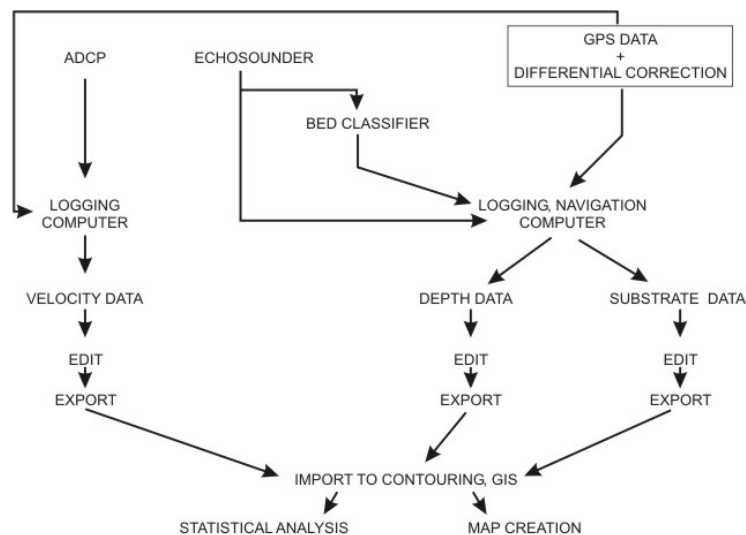 GPS DATA
+
DIFFERENTIAL CORRECTION
ADCP
ECHOSOUNDER
BED CLASSIFIER
LOGGING
COMPUTER
LOGGING, NAVIGATION
COMPUTER
VELOCITY DATA
DEPTH DATA
SUBSTRATE DATA
EDIT
EDIT
EDIT
EXPORT
EXPORT
EXPORT
IMPORT TO CONTOURING, GIS
STATISTICAL ANALYSIS
MAP CREATION